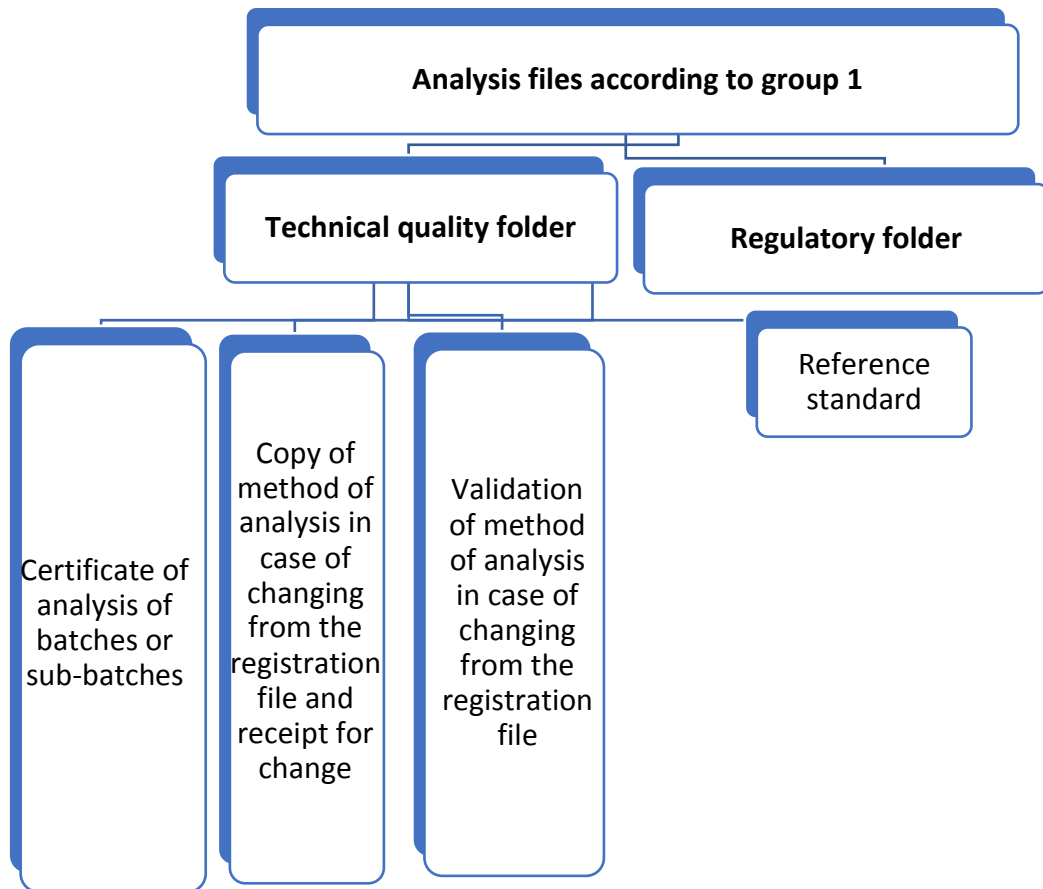 Analysis files according to group 1
Technical quality folder
Regulatory folder
Certificate of
analysis of
batches or
sub-batches
Copy of
method of
analysis in
case of
changing
from the
registration
file and
receipt for
change
Validation
of method
of analysis
in case of
changing
from the
registration
file
Reference
standard